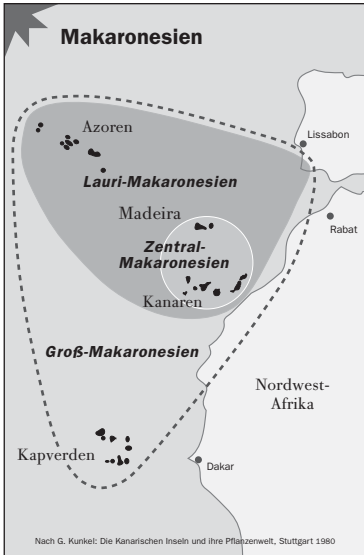 Makaronesien
Azoren
Lissabon
Lauri-Makaronesien
Madeira
Rabat
Zentral-
Makaronesien
Kanaren
Groß-Makaronesien
Nordwest-
Afrika
Kapverden
Dakar
Nach G. Kunkel: Die Kanarischen Inseln und ihre Pflanzenwelt, Stuttgart 1980